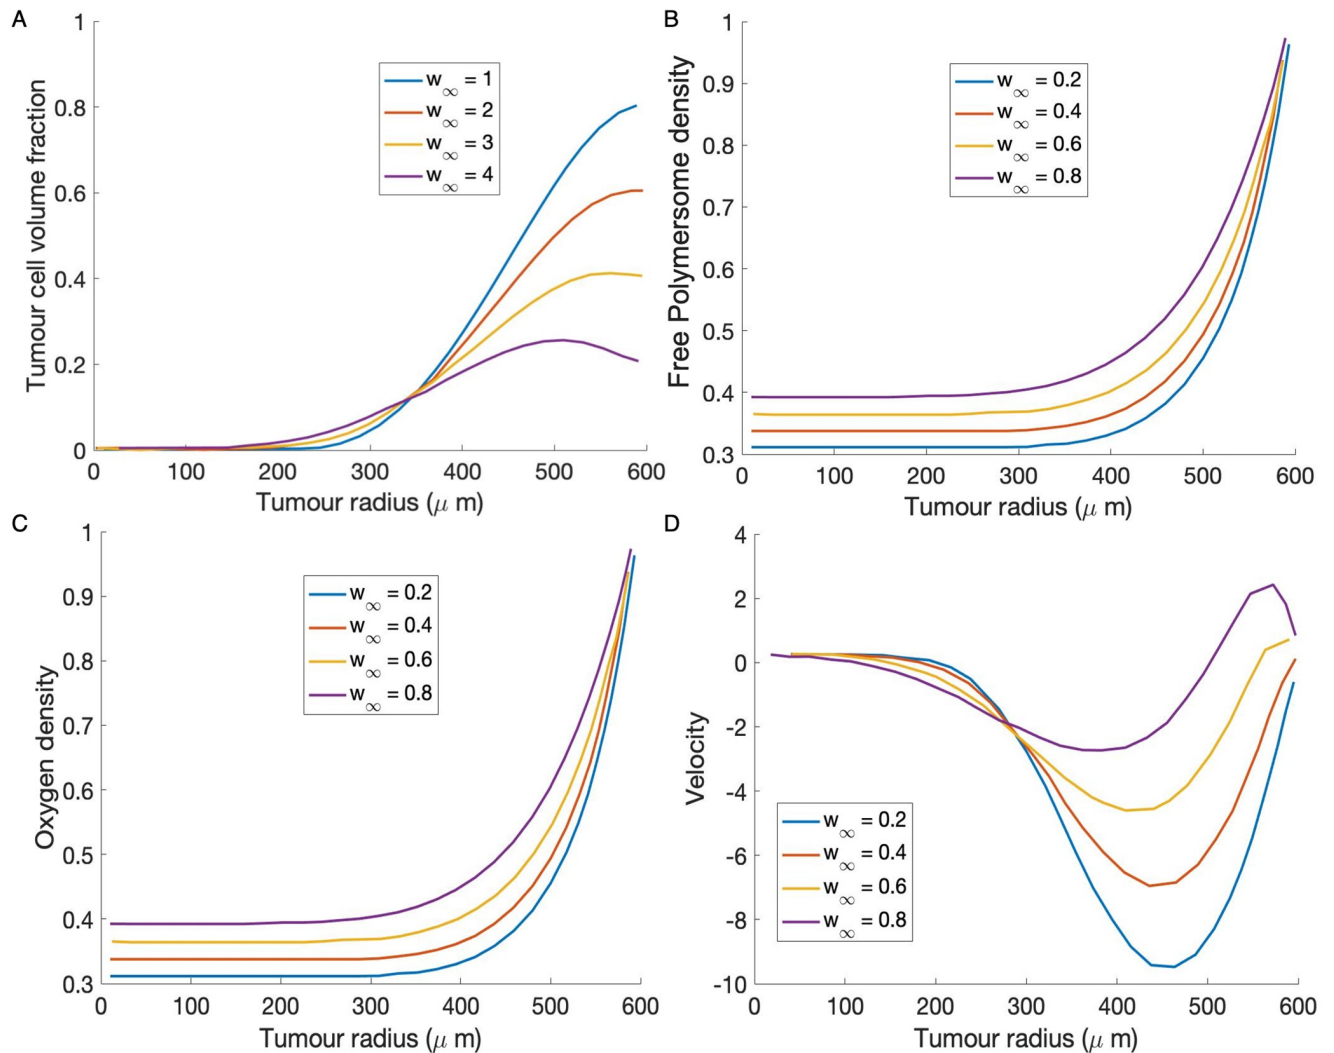 A
1
0.8
0.6
0.4
0.2
0
0 100 200 300 400 500 600
Tumour cell volume fraction
Tumour radius (μ m)
w∞ = 1
w∞ = 2
w∞ = 3
w∞ = 4
B
1
0.9
0.8
0.7
0.6
0.5
0.4
0.3
0 100 200 300 400 500 600
Free Polymersome density
Tumour radius (μ m)
w∞ = 0.2
w∞ = 0.4
w∞ = 0.6
w∞ = 0.8
C
1
0.9
0.8
0.7
0.6
0.5
0.4
0.3
0 100 200 300 400 500 600
Oxygen density
Tumour radius (μ m)
w∞ = 0.2
w∞ = 0.4
w∞ = 0.6
w∞ = 0.8
D
4
2
0
-2
-4
-6
-8
-10
0 100 200 300 400 500 600
Velocity
Tumour radius (μ m)
w∞ = 0.2
w∞ = 0.4
w∞ = 0.6
w∞ = 0.8